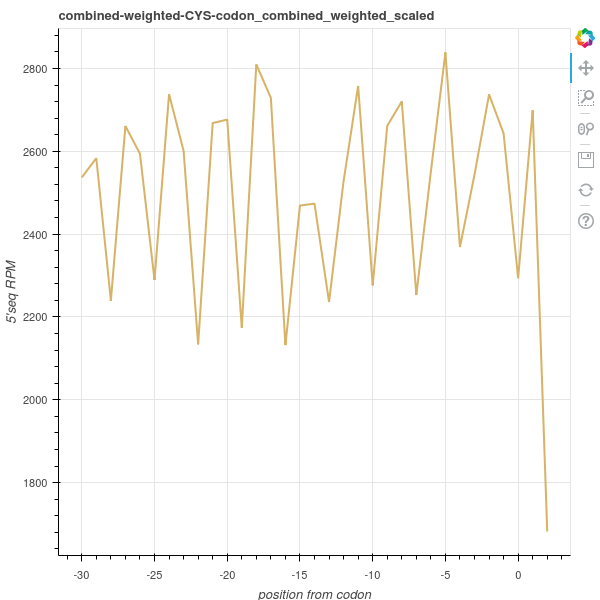 combined-weighted-CYS-codon_combined_weighted_scaled
2800
2600
2400
2200
2000
1800
5'seq RPM
-30 -25 -20 -15 -10 -5 0
position from codon